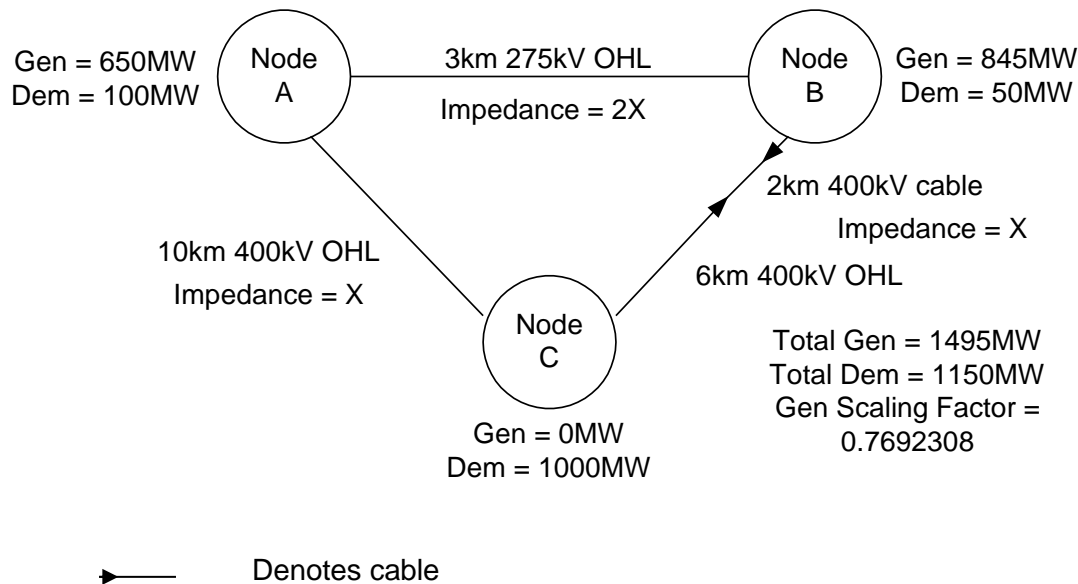 Gen = 650MW
Dem = 100MW
Node
A
3km 275kV OHL
Impedance = 2X
Node
B
Gen = 845MW
Dem = 50MW
2km 400kV cable
Impedance = X
10km 400kV OHL
Impedance = X
6km 400kV OHL
Node
C
Gen = 0MW
Dem = 1000MW
Total Gen = 1495MW
Total Dem = 1150MW
Gen Scaling Factor =
0.7692308
Denotes cable